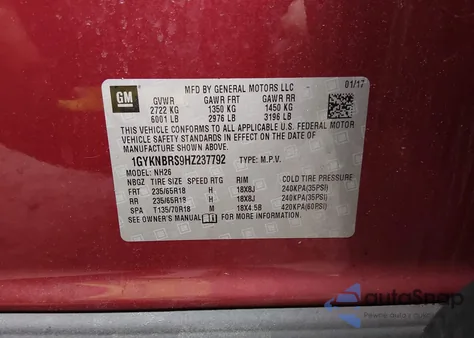 GM
MFD BY GENERAL MOTORS LLC
01/17
GVWR GAWR FRT GAWR RR
2722 KG 1350 KG 1450 KG
6001 LB 2976 LB 3196 LB
THIS VEHICLE CONFORMS TO ALL APPLICABLE U.S. FEDERAL MOTOR
VEHICLE SAFETY STANDARDS IN EFFECT ON THE DATE OF
MANUFACTURE SHOWN ABOVE.
1GYKNBRS9HZ237792 TYPE: M.P.V.
MODEL: NH26
NBGZ TIRE SIZE SPEED RTG RIM COLD TIRE PRESSURE
FRT 235/65R18 H 18X8J 240KPA(35PSI)
RR 235/65R18 H 18X8J 240KPA(35PSI)
SPA T135/70R18 M 18X4.5B 420KPA(60PSI)
SEE OWNER'S MANUAL FOR MORE INFORMATION.
autoSnap